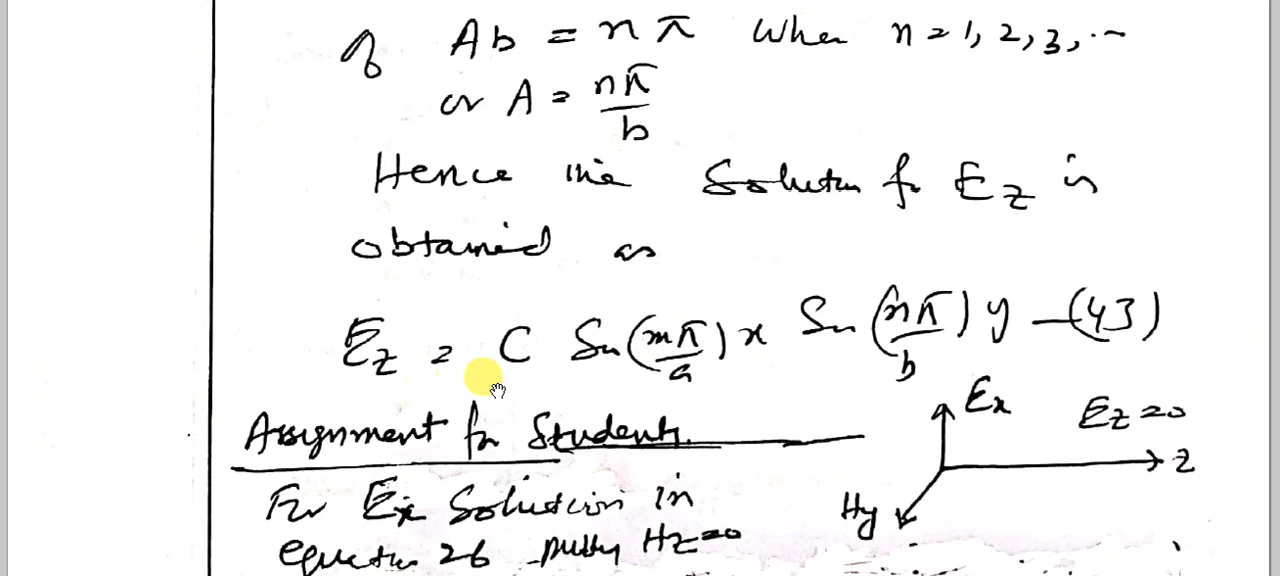 If Ab = nπ When n = 1, 2, 3, ...
or A = nπ/b
Hence the Solution for Ez is
obtained as
Ez = C Sin(mπ/a)x Sin(nπ/b)y —(43)
Ex Ez=0
Assignment for Students.
z
For Ex Solution in
Hy
equation 26 putting Hz=0